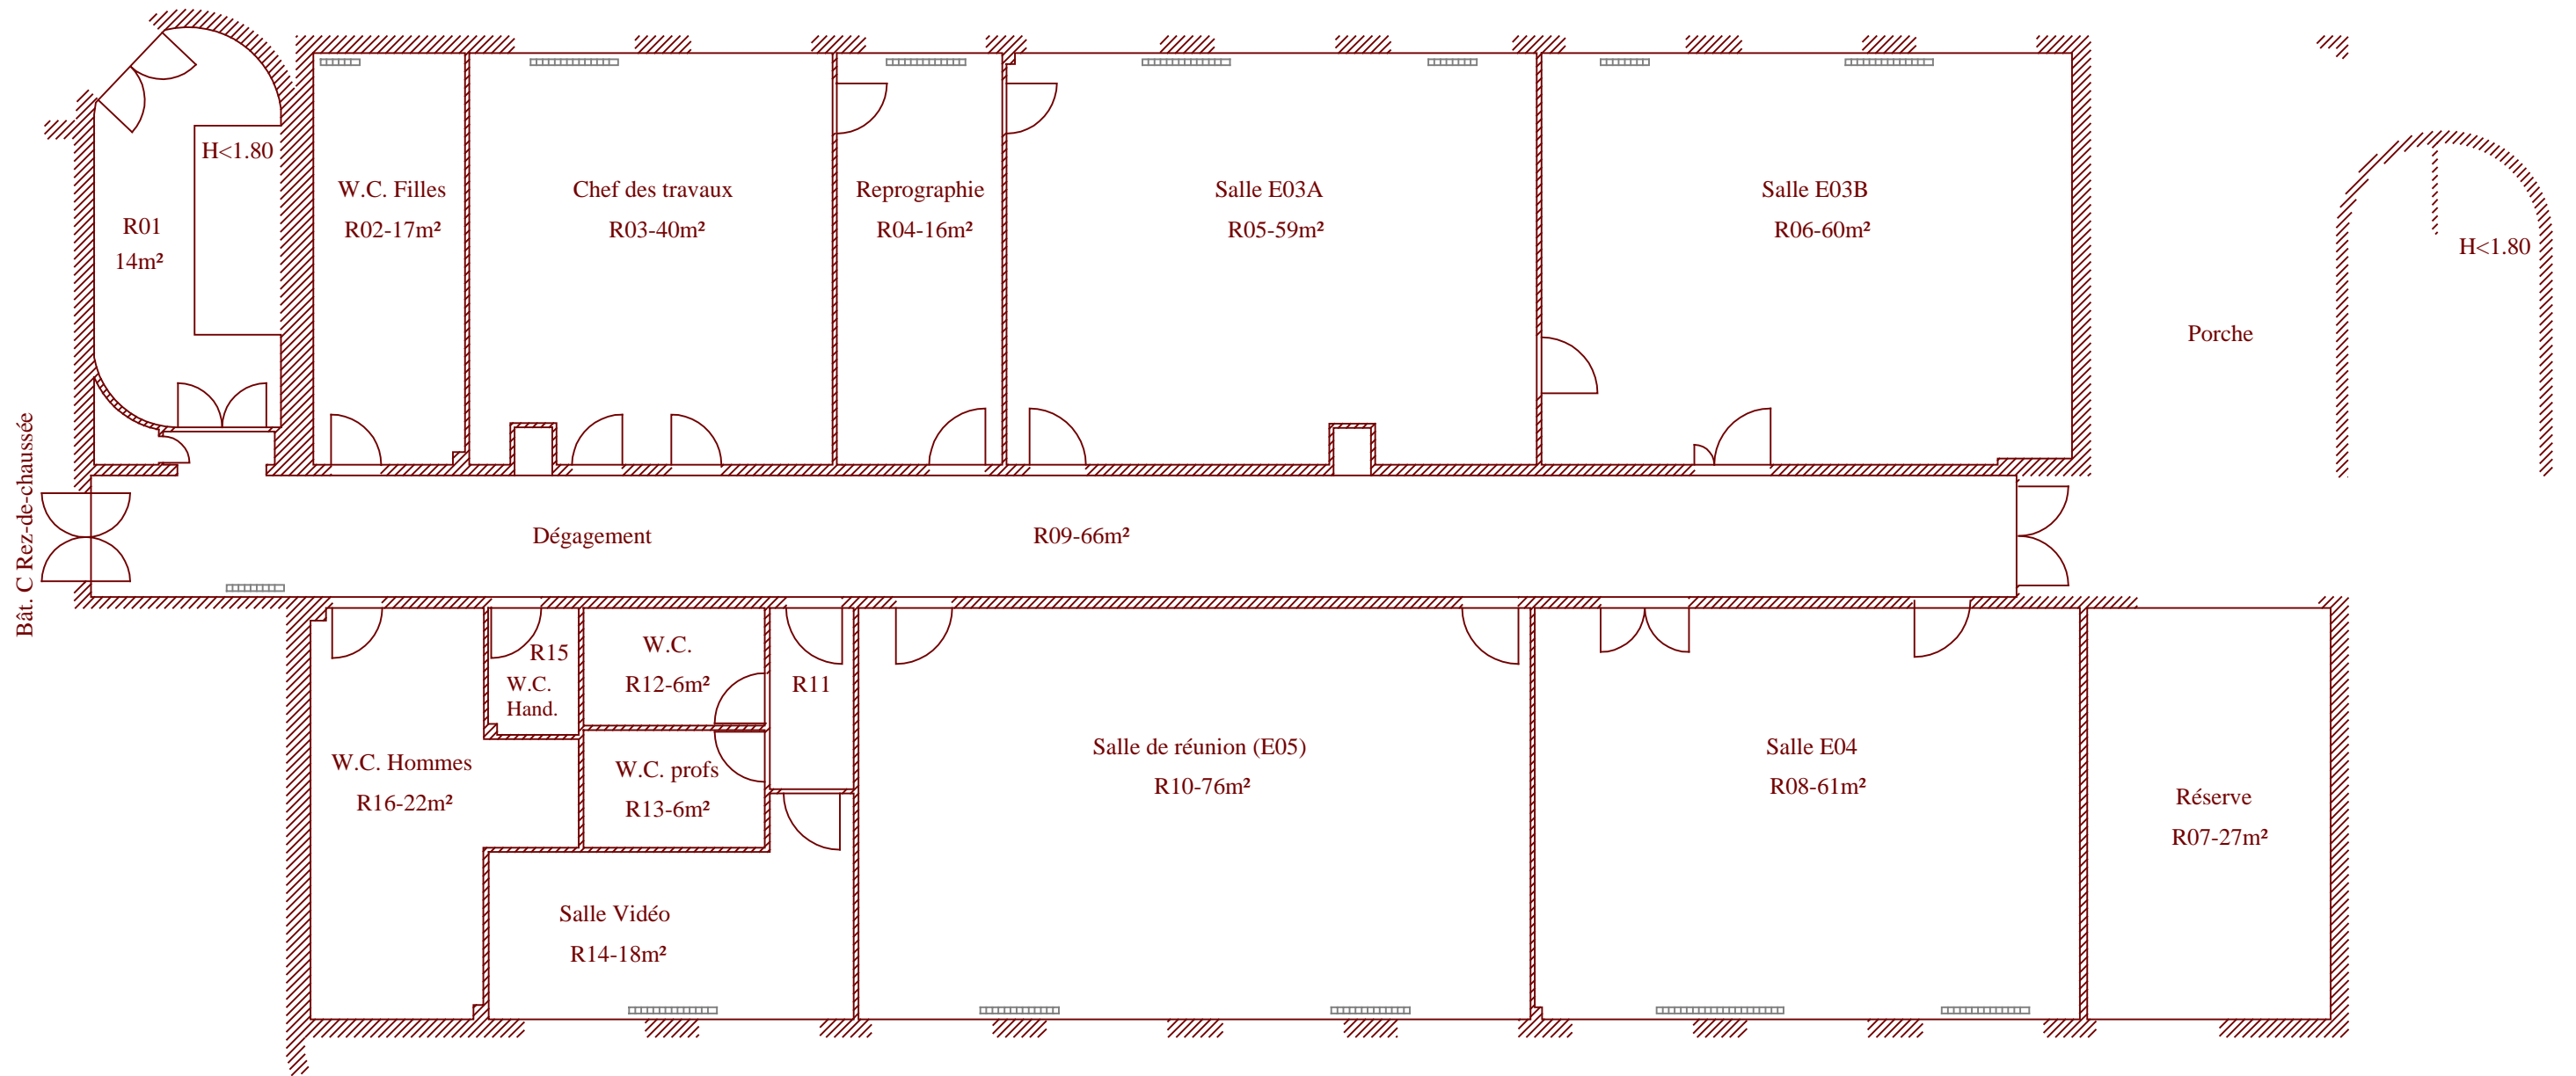 H<1.80
R01
14m²
W.C. Filles
R02-17m²
Chef des travaux
R03-40m²
Reprographie
R04-16m²
Salle E03A
R05-59m²
Salle E03B
R06-60m²
Porche
H<1.80
Bât. C Rez-de-chaussée
Dégagement
R09-66m²
W.C. Hommes
R16-22m²
R15
W.C.
Hand.
W.C.
R12-6m²
R11
W.C. profs
R13-6m²
Salle Vidéo
R14-18m²
Salle de réunion (E05)
R10-76m²
Salle E04
R08-61m²
Réserve
R07-27m²